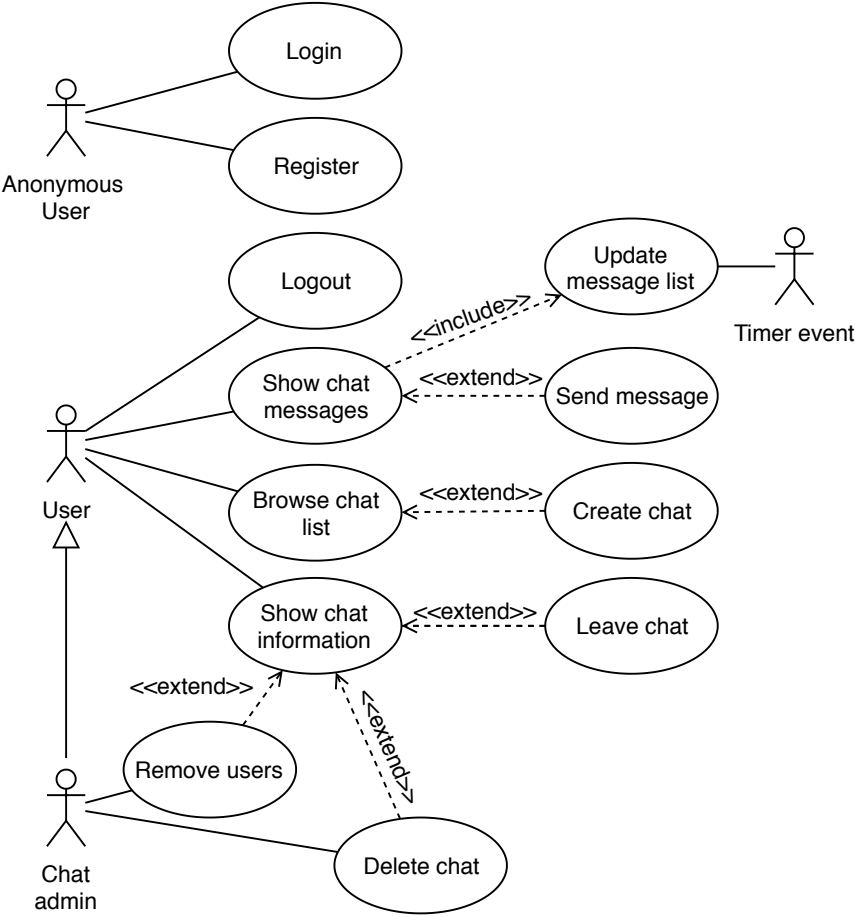 Login
Register
Anonymous
User
Logout
Update
message list
Timer event
<<include>>
Show chat
messages
<<extend>>
Send message
User
Browse chat
list
<<extend>>
Create chat
Show chat
information
<<extend>>
Leave chat
<<extend>>
<<extend>>
Remove users
Delete chat
Chat
admin